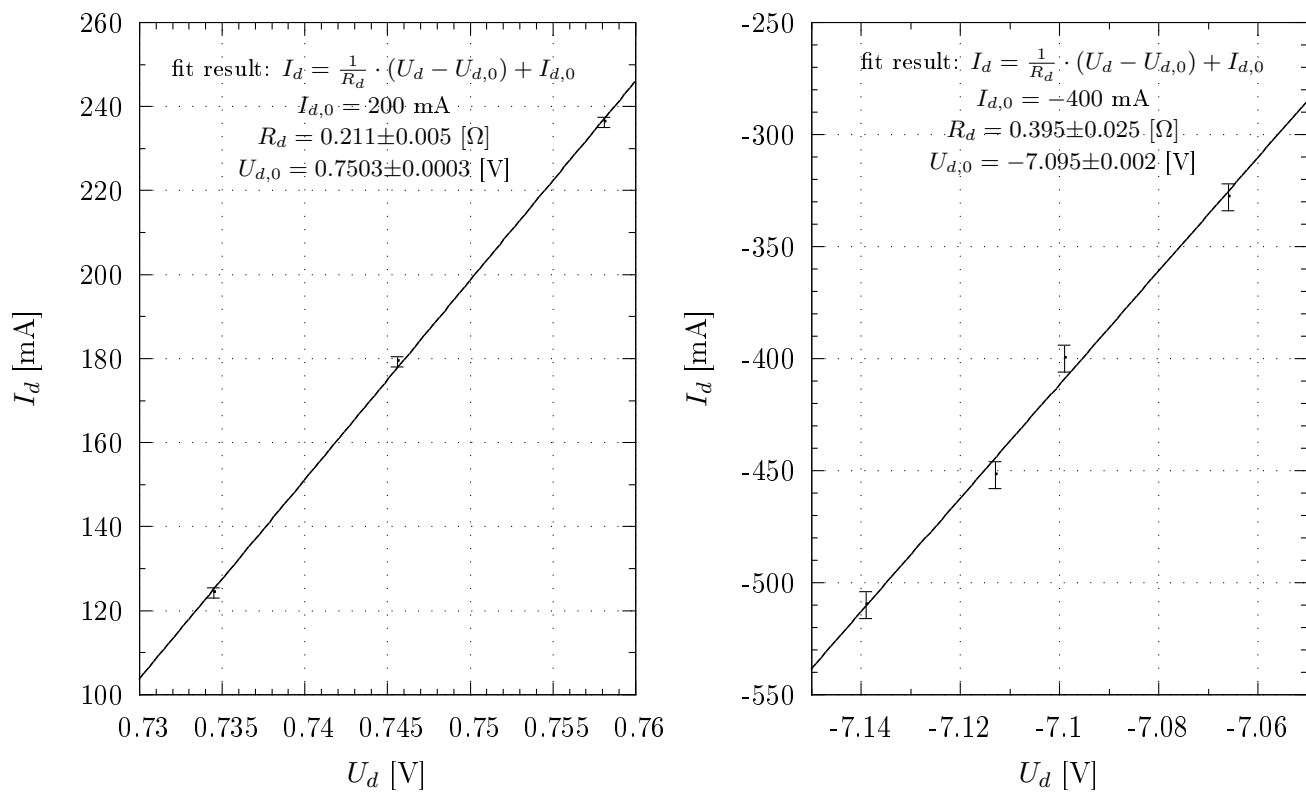 260
240
220
200
180
160
140
120
100
0.73 0.735 0.74 0.745 0.75 0.755 0.76
I_d [mA]
U_d [V]
fit result: I_d = 1/R_d · (U_d − U_{d,0}) + I_{d,0}
I_{d,0} = 200 mA
R_d = 0.211±0.005 [Ω]
U_{d,0} = 0.7503±0.0003 [V]
-250
-300
-350
-400
-450
-500
-550
-7.14 -7.12 -7.1 -7.08 -7.06
I_d [mA]
U_d [V]
fit result: I_d = 1/R_d · (U_d − U_{d,0}) + I_{d,0}
I_{d,0} = −400 mA
R_d = 0.395±0.025 [Ω]
U_{d,0} = −7.095±0.002 [V]